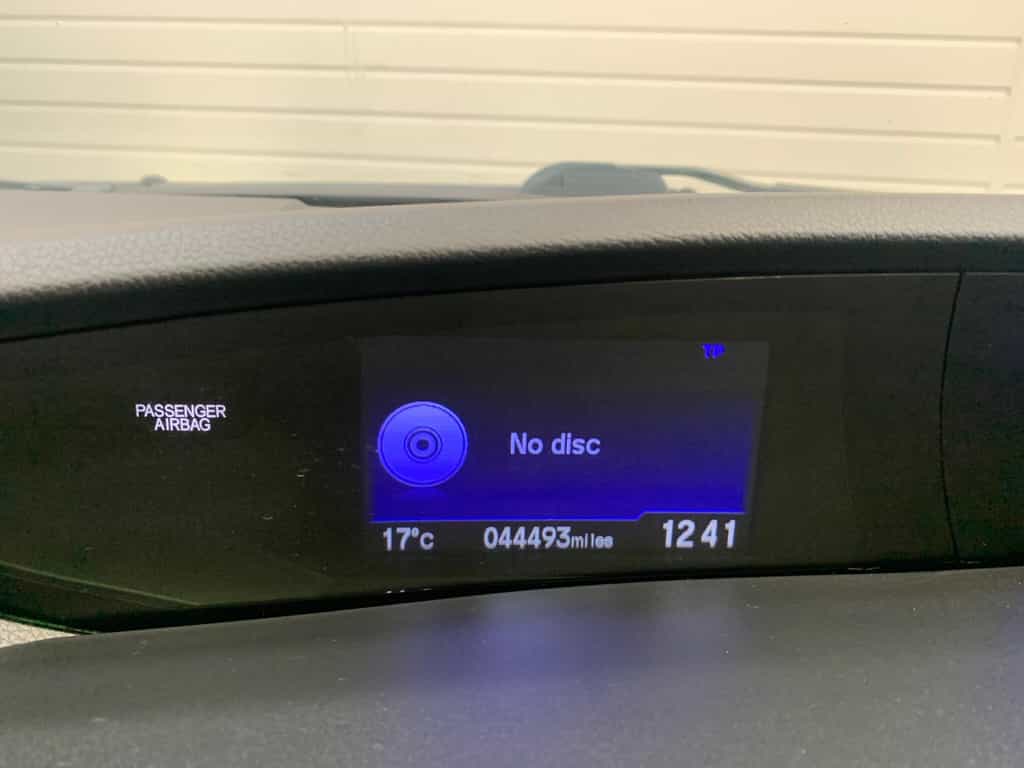 TP
PASSENGER
AIRBAG
No disc
17°c 044493miles 12 41